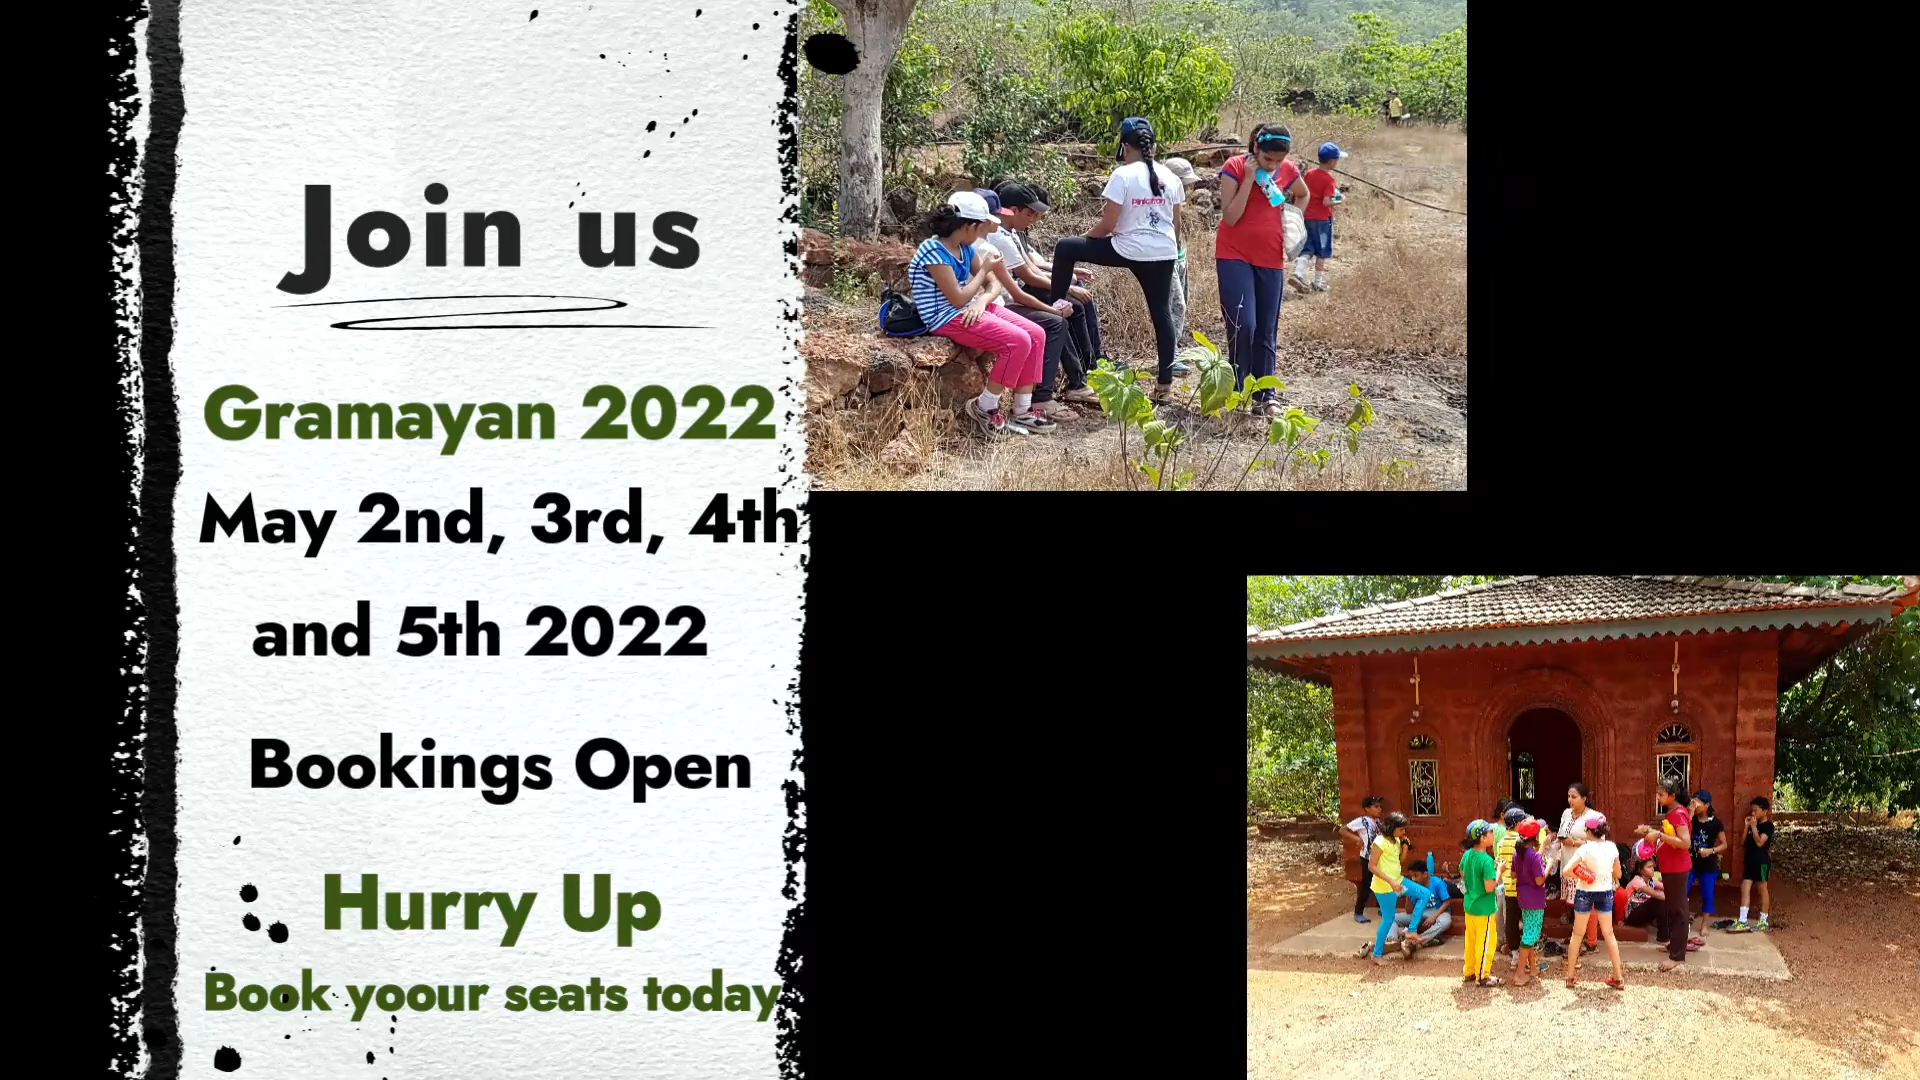 Join us
Gramayan 2022
May 2nd, 3rd, 4th
and 5th 2022
Bookings Open
Hurry Up
Book yoour seats today
Pinkathon